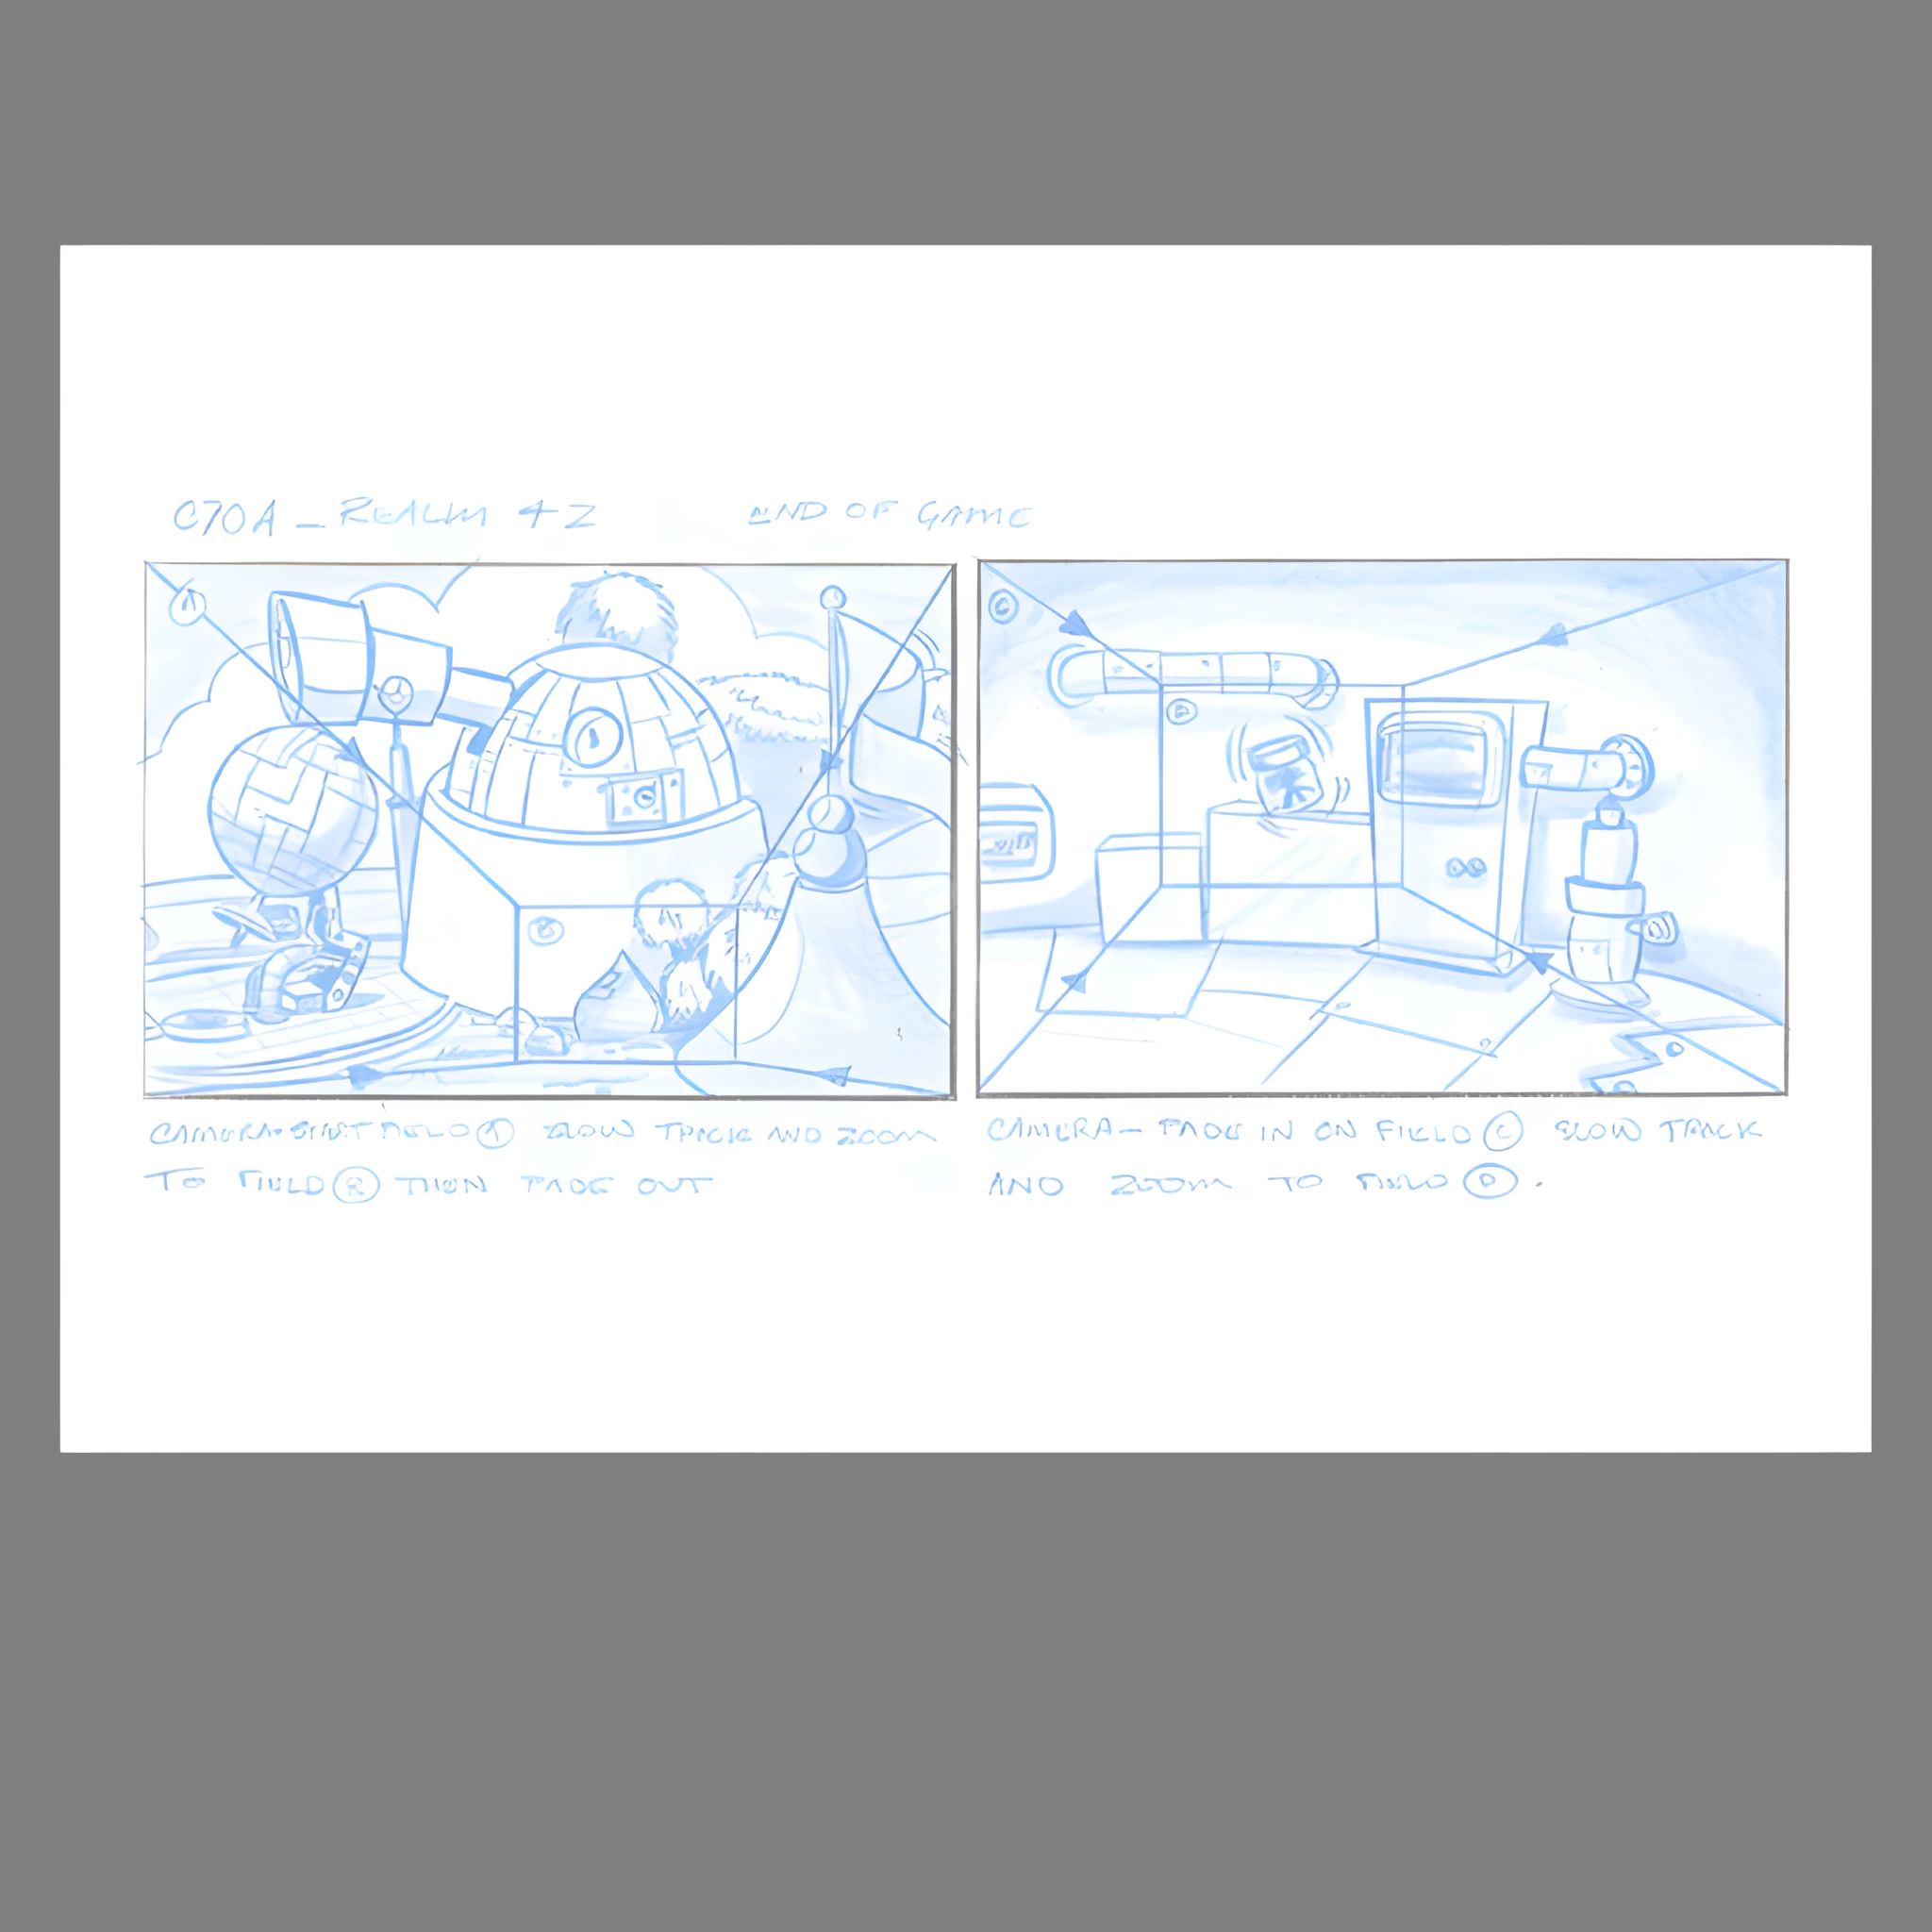 C70A – REALM 42 END OF GAME
A
B
C
D
CAMERA – START FIELD A SLOW TRACK AND ZOOM
TO FIELD B THEN FADE OUT
CAMERA – FADE IN ON FIELD C SLOW TRACK
AND ZOOM TO FIELD D.